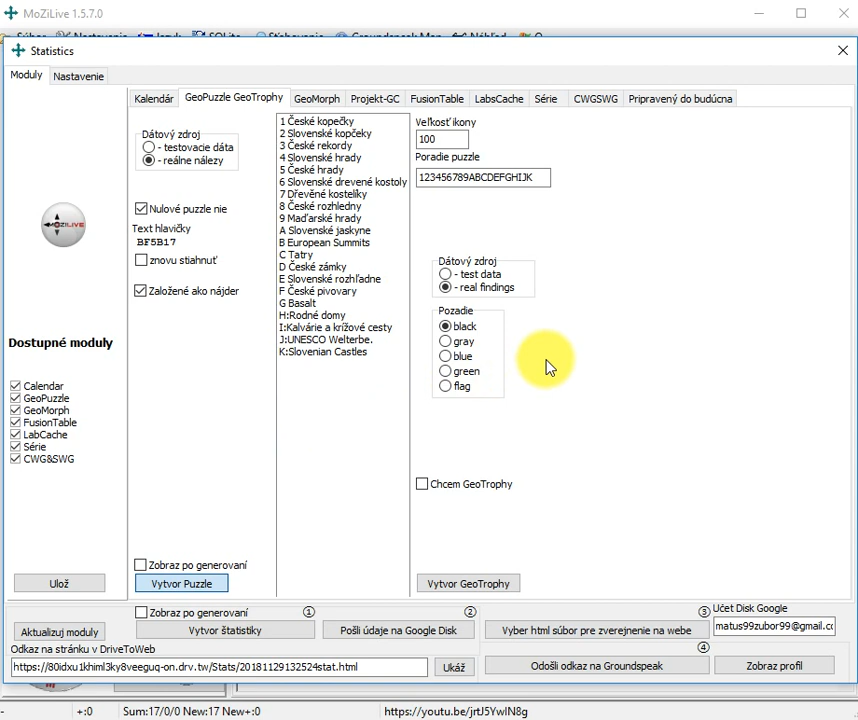 MoZiLive 1.5.7.0
Statistics
Moduly
Nastavenie
Kalendár
GeoPuzzle GeoTrophy
GeoMorph
Projekt-GC
FusionTable
LabsCache
Série
CWGSWG
Pripravený do budúcna
Dátový zdroj
- testovacie dáta
- reálne nálezy
Nulové puzzle nie
Text hlavičky
BF5B17
znovu stiahnuť
Založené ako nájder
Zobraz po generovaní
Vytvor Puzzle
1 České kopečky
2 Slovenské kopčeky
3 České rekordy
4 Slovenské hrady
5 České hrady
6 Slovenské drevené kostoly
7 Dřevěné kostelíky
8 České rozhledny
9 Maďarské hrady
A Slovenské jaskyne
B European Summits
C Tatry
D České zámky
E Slovenské rozhľadne
F České pivovary
G Basalt
H:Rodné domy
I:Kalvárie a krížové cesty
J:UNESCO Welterbe.
K:Slovenian Castles
Veľkosť ikony
100
Poradie puzzle
123456789ABCDEFGHIJK
Dátový zdroj
- test data
- real findings
Pozadie
black
gray
blue
green
flag
Chcem GeoTrophy
Vytvor GeoTrophy
MOZILIVE
Dostupné moduly
Calendar
GeoPuzzle
GeoMorph
FusionTable
LabCache
Série
CWG&SWG
Ulož
Aktualizuj moduly
Zobraz po generovaní
1
Vytvor štatistiky
2
Pošli údaje na Google Disk
3
Vyber html súbor pre zverejnenie na webe
Účet Disk Google
matus99zubor99@gmail.cc
Odkaz na stránku v DriveToWeb
https://80idxu1khiml3ky8veeguq-on.drv.tw/Stats/20181129132524stat.html
Ukáž
4
Odošli odkaz na Groundspeak
Zobraz profil
-
+:0
Sum:17/0/0 New:17 New+:0
https://youtu.be/jrtJ5YwIN8g